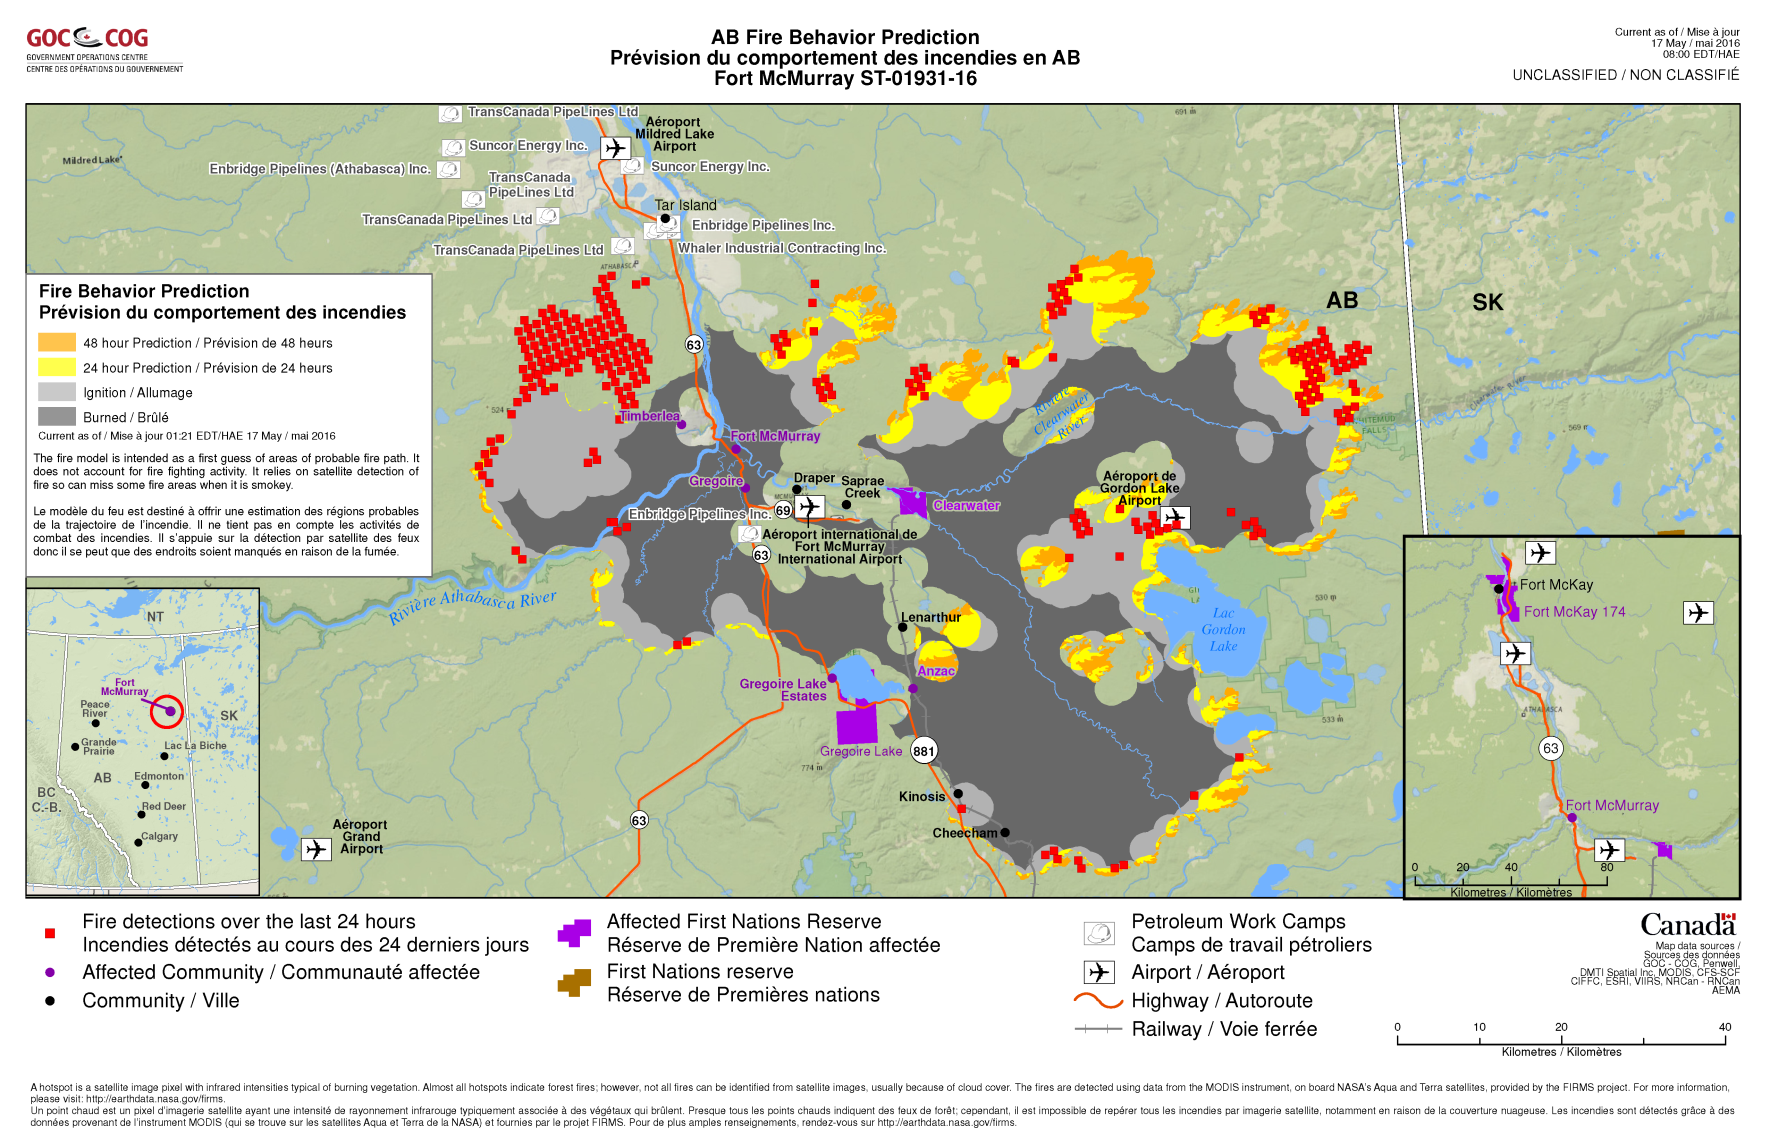 GOC COG
GOVERNMENT OPERATIONS CENTRE
CENTRE DES OPÉRATIONS DU GOUVERNEMENT
AB Fire Behavior Prediction
Prévision du comportement des incendies en AB
Fort McMurray ST-01931-16
Current as of / Mise à jour
17 May / mai 2016
08:00 EDT/HAE
UNCLASSIFIED / NON CLASSIFIÉ
TransCanada PipeLines Ltd
Aéroport
Mildred Lake
Airport
Suncor Energy Inc.
Mildred Lake
Enbridge Pipelines (Athabasca) Inc.
Suncor Energy Inc.
TransCanada
PipeLines Ltd
TransCanada PipeLines Ltd
Tar Island
Enbridge Pipelines Inc.
TransCanada PipeLines Ltd
Whaler Industrial Contracting Inc.
ATHABASCA
691 m
AB
SK
63
524
Timberlea
Fort McMurray
Gregoire
Draper
Saprae
Creek
69
Enbridge Pipelines Inc.
Aéroport international de
Fort McMurray
International Airport
63
Clearwater
Rivière
Clearwater
River
Clearwater River
WHITEMUD
FALLS
569 m
Aéroport de
Gordon Lake
Airport
Lac
Gordon
Lake
530 m
533 m
Rivière Athabasca River
Lenarthur
Anzac
Gregoire Lake
Estates
Gregoire Lake
774 m
881
Kinosis
Cheecham
63
Aéroport
Grand
Airport
Fire Behavior Prediction
Prévision du comportement des incendies
48 hour Prediction / Prévision de 48 heurs
24 hour Prediction / Prévision de 24 heurs
Ignition / Allumage
Burned / Brûlé
Current as of / Mise à jour 01:21 EDT/HAE 17 May / mai 2016
The fire model is intended as a first guess of areas of probable fire path. It
does not account for fire fighting activity. It relies on satellite detection of
fire so can miss some fire areas when it is smokey.
Le modèle du feu est destiné à offrir une estimation des régions probables
de la trajectoire de l'incendie. Il ne tient pas en compte les activités de
combat des incendies. Il s'appuie sur la détection par satellite des feux
donc il se peut que des endroits soient manqués en raison de la fumée.
NT
Fort
McMurray
Peace
River
SK
Grande
Prairie
Lac La Biche
AB
Edmonton
BC
C.-B.
Red Deer
Calgary
Fort McKay
Fort McKay 174
ATHABASCA
63
Fort McMurray
0 20 40 80
Kilometres / Kilomètres
Fire detections over the last 24 hours
Incendies détectés au cours des 24 derniers jours
Affected Community / Communauté affectée
Community / Ville
Affected First Nations Reserve
Réserve de Première Nation affectée
First Nations reserve
Réserve de Premières nations
Petroleum Work Camps
Camps de travail pétroliers
Airport / Aéroport
Highway / Autoroute
Railway / Voie ferrée
Canada
Map data sources /
Sources des données
GOC - COG, Penwell,
DMTI Spatial Inc, MODIS, CFS-SCF
CIFFC, ESRI, VIIRS, NRCan - RNCan
AEMA
0 10 20 40
Kilometres / Kilomètres
A hotspot is a satellite image pixel with infrared intensities typical of burning vegetation. Almost all hotspots indicate forest fires; however, not all fires can be identified from satellite images, usually because of cloud cover. The fires are detected using data from the MODIS instrument, on board NASA's Aqua and Terra satellites, provided by the FIRMS project. For more information,
please visit: http://earthdata.nasa.gov/firms.
Un point chaud est un pixel d'imagerie satellite ayant une intensité de rayonnement infrarouge typiquement associée à des végétaux qui brûlent. Presque tous les points chauds indiquent des feux de forêt; cependant, il est impossible de repérer tous les incendies par imagerie satellite, notamment en raison de la couverture nuageuse. Les incendies sont détectés grâce à des
données provenant de l'instrument MODIS (qui se trouve sur les satellites Aqua et Terra de la NASA) et fournies par le projet FIRMS. Pour de plus amples renseignements, rendez-vous sur http://earthdata.nasa.gov/firms.